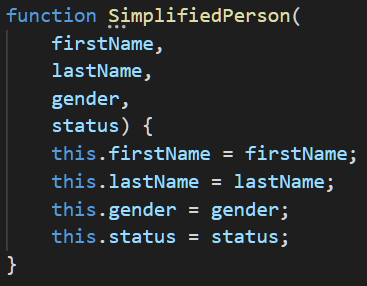 function SimplifiedPerson(
    firstName,
    lastName,
    gender,
    status) {
    this.firstName = firstName;
    this.lastName = lastName;
    this.gender = gender;
    this.status = status;
}